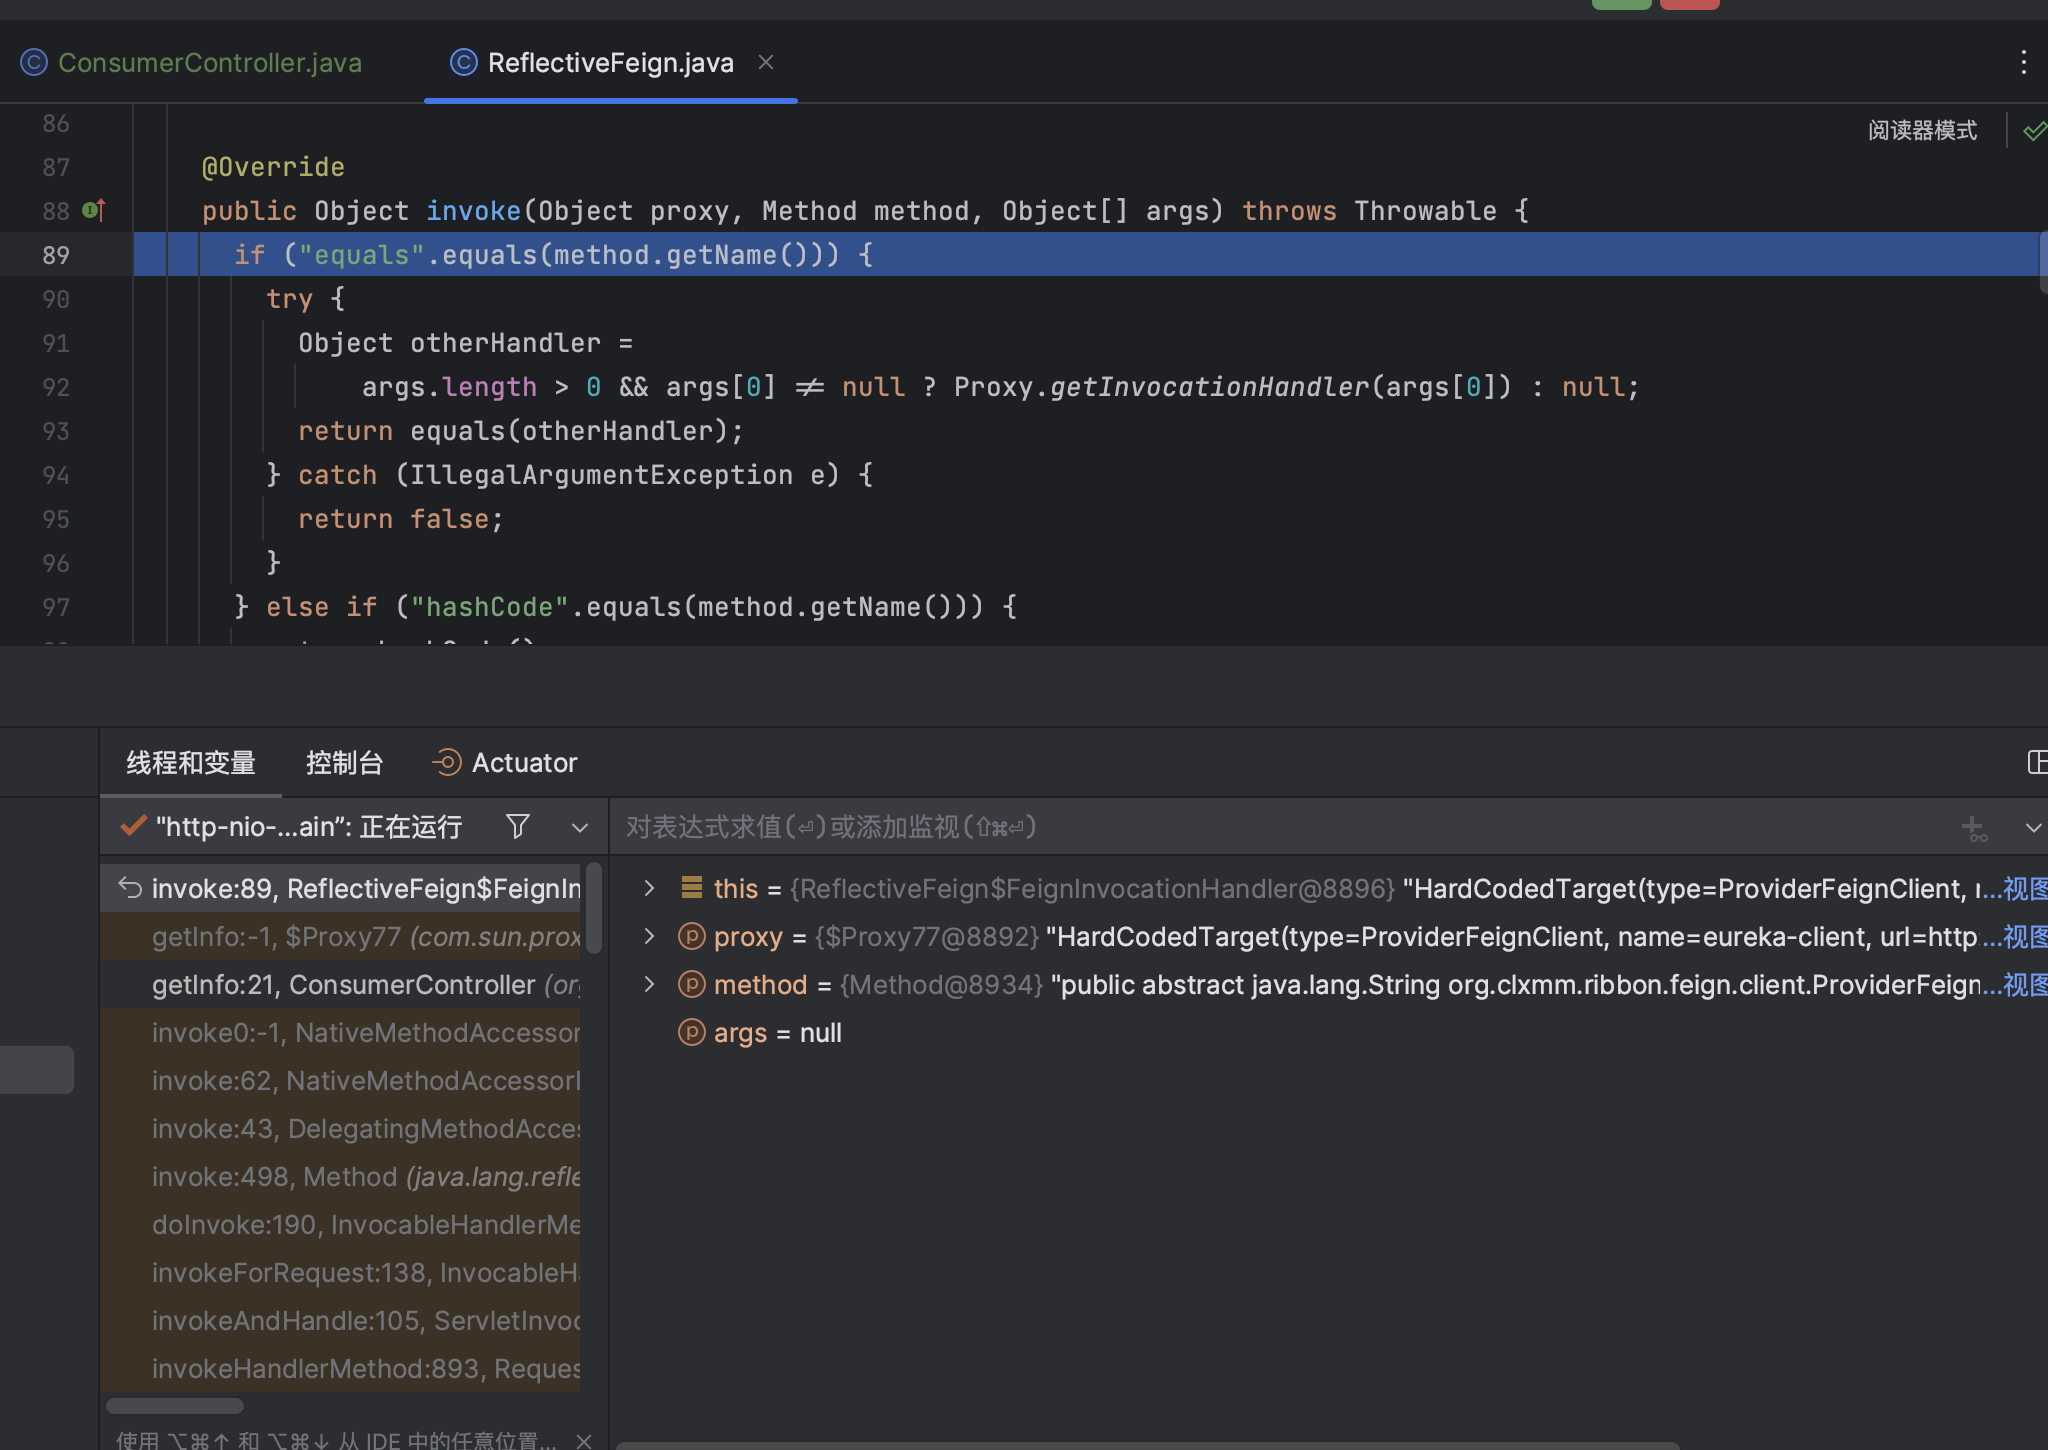 ConsumerController.java
ReflectiveFeign.java
阅读器模式
86
87 @Override
88 public Object invoke(Object proxy, Method method, Object[] args) throws Throwable {
89 if ("equals".equals(method.getName())) {
90 try {
91 Object otherHandler =
92 args.length > 0 && args[0] != null ? Proxy.getInvocationHandler(args[0]) : null;
93 return equals(otherHandler);
94 } catch (IllegalArgumentException e) {
95 return false;
96 }
97 } else if ("hashCode".equals(method.getName())) {
线程和变量 控制台 Actuator
"http-nio-...ain”: 正在运行
对表达式求值(⏎)或添加监视(⇧⌘⏎)
invoke:89, ReflectiveFeign$FeignIn
getInfo:-1, $Proxy77 (com.sun.prox
getInfo:21, ConsumerController (or
invoke0:-1, NativeMethodAccessor
invoke:62, NativeMethodAccessorI
invoke:43, DelegatingMethodAcces
invoke:498, Method (java.lang.refle
doInvoke:190, InvocableHandlerMe
invokeForRequest:138, InvocableHa
invokeAndHandle:105, ServletInvoc
invokeHandlerMethod:893, Reques
this = {ReflectiveFeign$FeignInvocationHandler@8896} "HardCodedTarget(type=ProviderFeignClient, r...视图
proxy = {$Proxy77@8892} "HardCodedTarget(type=ProviderFeignClient, name=eureka-client, url=http...视图
method = {Method@8934} "public abstract java.lang.String org.clxmm.ribbon.feign.client.ProviderFeign...视图
args = null
使用 ⌥⌘↑ 和 ⌥⌘↓ 从 IDE 中的任意位置...